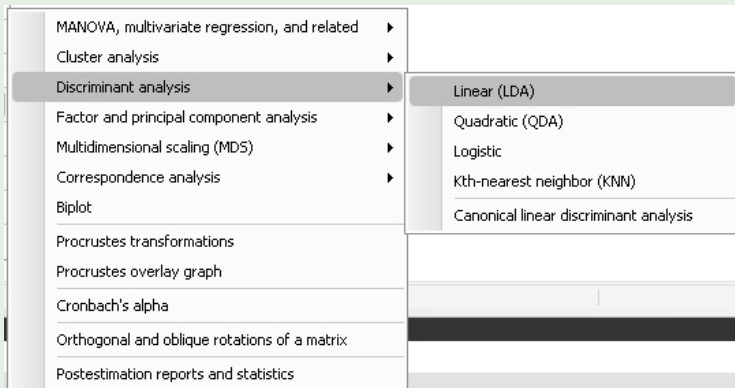 MANOVA, multivariate regression, and related
Cluster analysis
Discriminant analysis
Factor and principal component analysis
Multidimensional scaling (MDS)
Correspondence analysis
Biplot
Procrustes transformations
Procrustes overlay graph
Cronbach's alpha
Orthogonal and oblique rotations of a matrix
Postestimation reports and statistics
Linear (LDA)
Quadratic (QDA)
Logistic
Kth-nearest neighbor (KNN)
Canonical linear discriminant analysis